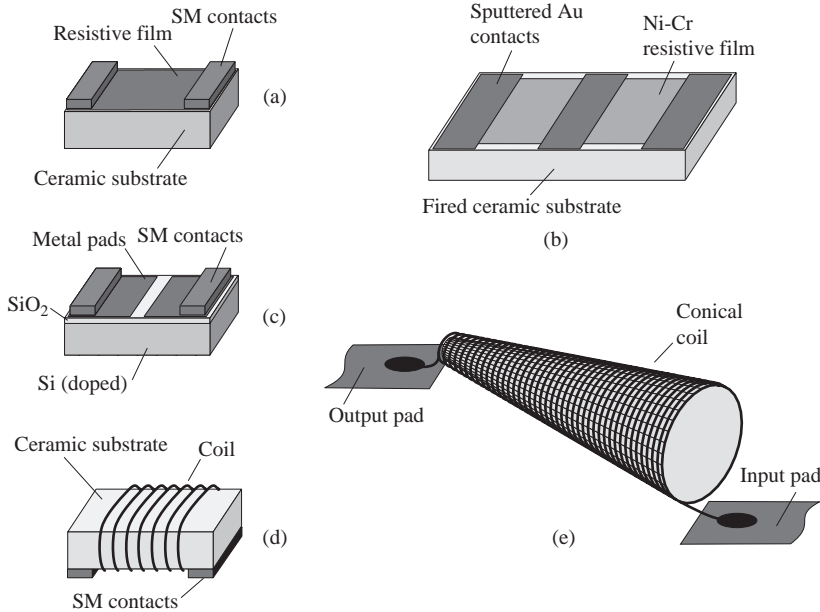 SM contacts
Resistive film
(a)
Ceramic substrate
Sputtered Au
contacts
Ni-Cr
resistive film
Fired ceramic substrate
(b)
Metal pads
SM contacts
SiO2
(c)
Si (doped)
Conical
coil
Output pad
Input pad
(e)
Ceramic substrate
Coil
(d)
SM contacts